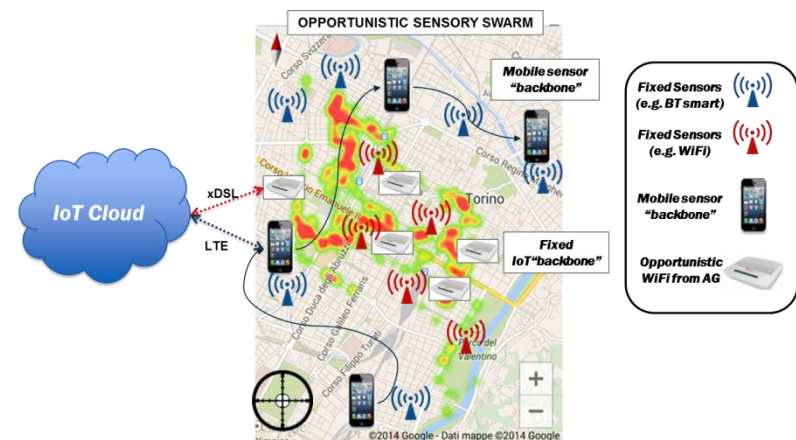 OPPORTUNISTIC SENSORY SWARM
Corso Svizzera
Mobile sensor
"backbone"
Corso Regina Margherita
xDSL
IoT Cloud
LTE
Emanuele II
Torino
Fixed
IoT"backbone"
Corso Duca degli Abruzzi
Corso Galileo Ferraris
Corso Filippo Turati
Parco del
Valentino
+
−
©2014 Google - Dati mappe ©2014 Google
Fixed Sensors
(e.g. BT smart)
Fixed Sensors
(e.g. WiFi)
Mobile sensor
"backbone"
Opportunistic
WiFi from AG